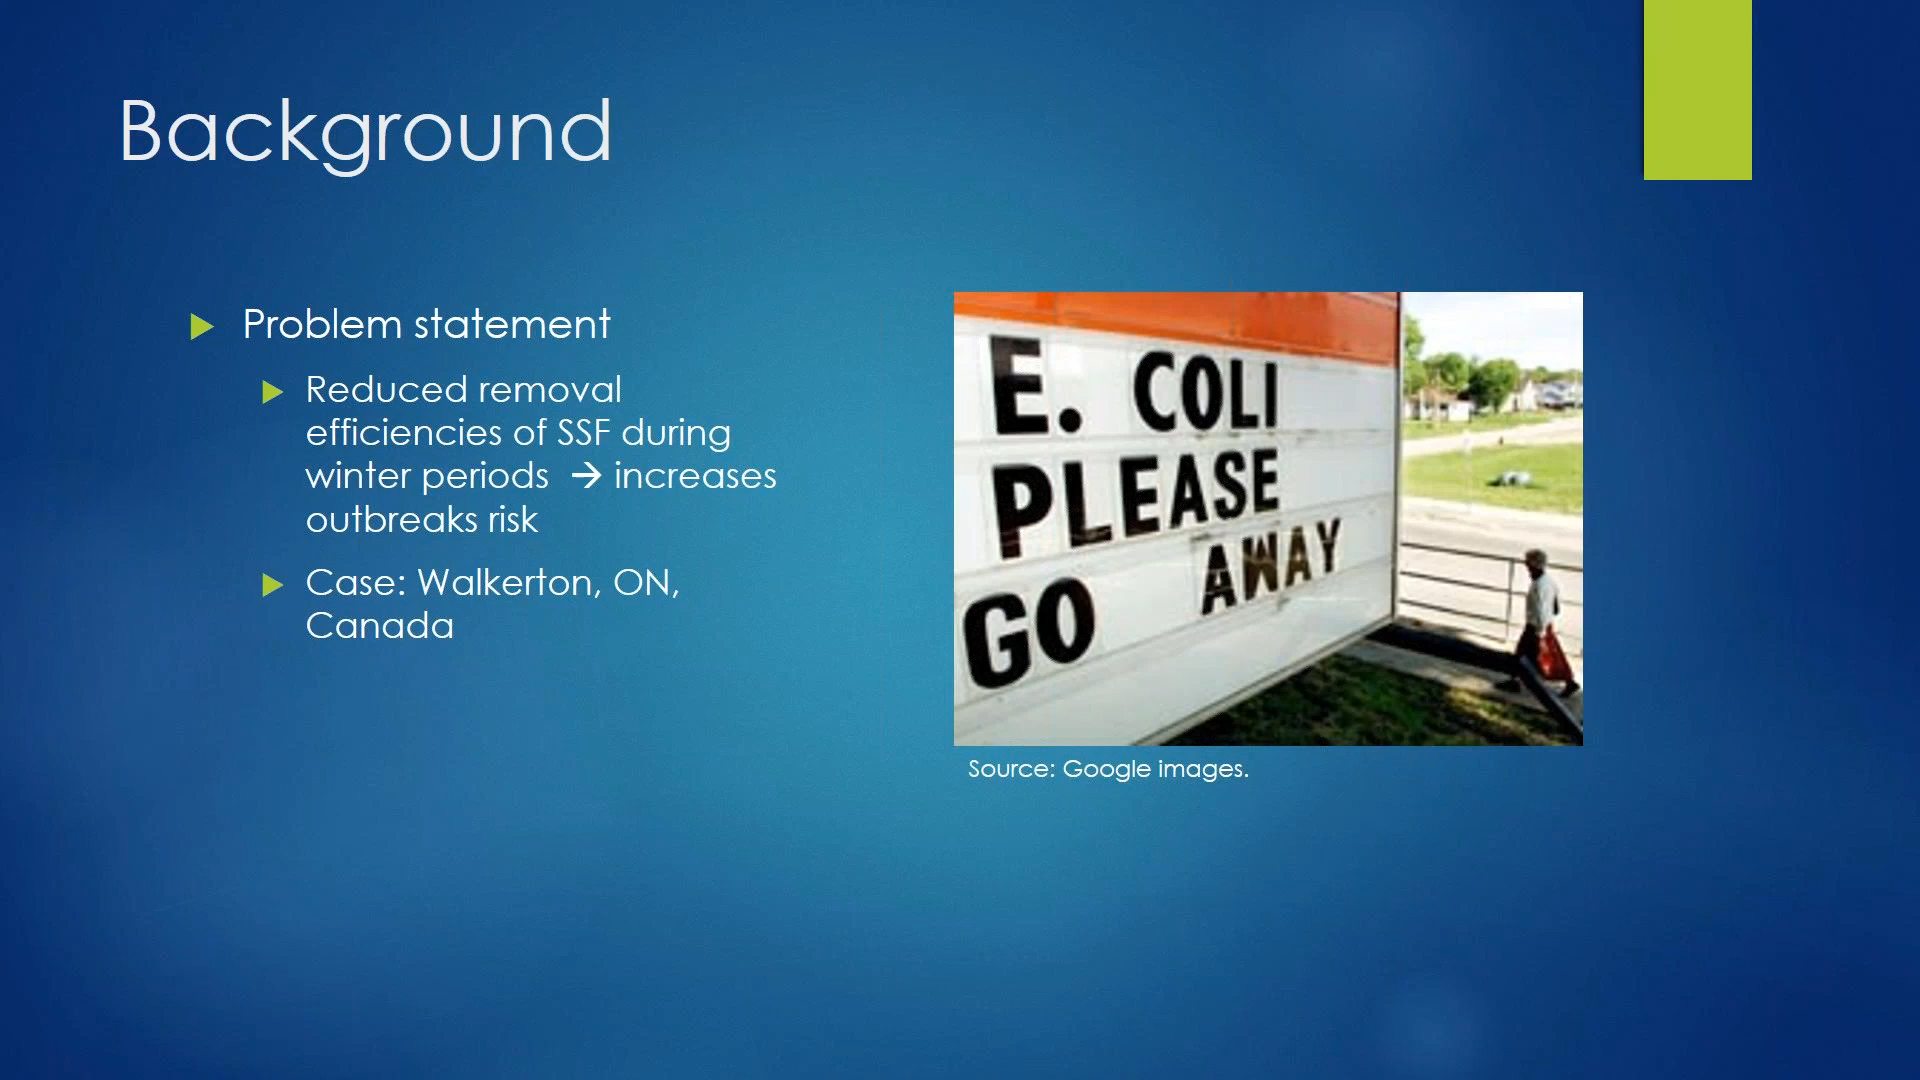 Background
Problem statement
Reduced removal
efficiencies of SSF during
winter periods → increases
outbreaks risk
Case: Walkerton, ON,
Canada
E. COLI
PLEASE
GO AWAY
Source: Google images.